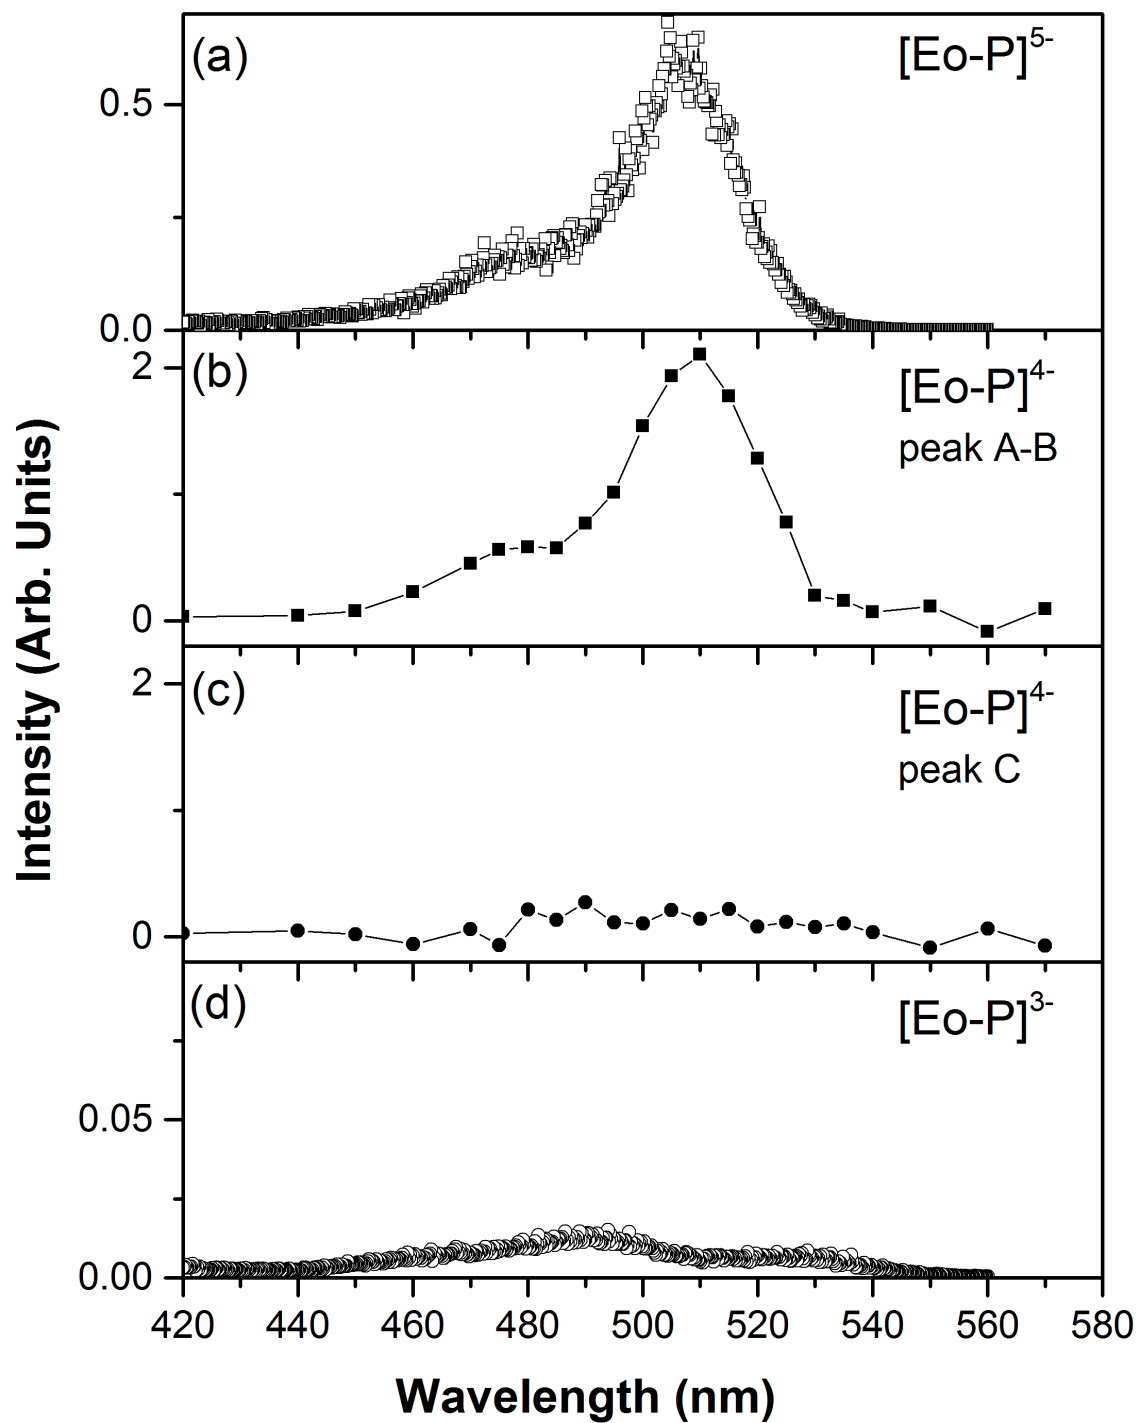 (a)
[Eo-P]5-
0.5
0.0
(b)
[Eo-P]4-
peak A-B
2
0
(c)
[Eo-P]4-
peak C
2
0
(d)
[Eo-P]3-
0.05
0.00
420 440 460 480 500 520 540 560 580
Wavelength (nm)
Intensity (Arb. Units)